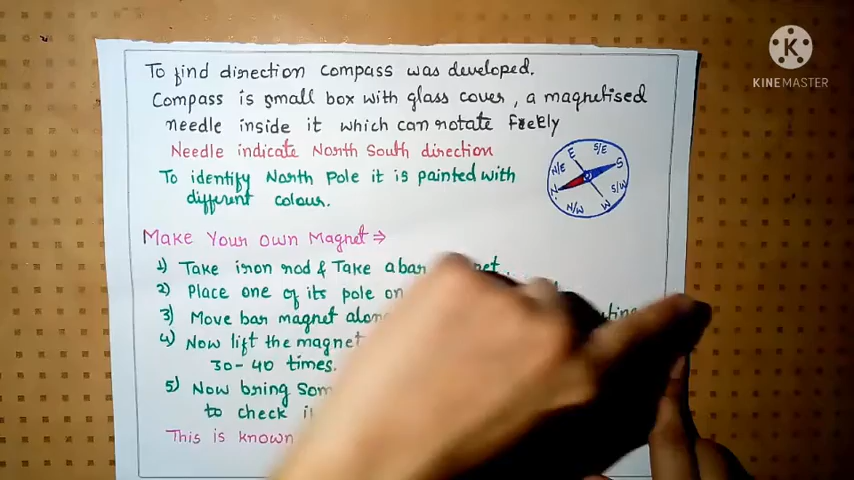 To find direction compass was developed.
Compass is small box with glass cover, a magnetised
needle inside it which can rotate freely
Needle indicate North South direction
To identify North Pole it is painted with
different colour.
N/E E S/E
N S
N/W W S/W
Make Your Own Magnet ⇒
1) Take iron rod & Take a bar
2) Place one of its pole on
3) Move bar magnet
4) Now lift the magnet
30-40 times.
5) Now bring
to check
This is known
K
KINEMASTER